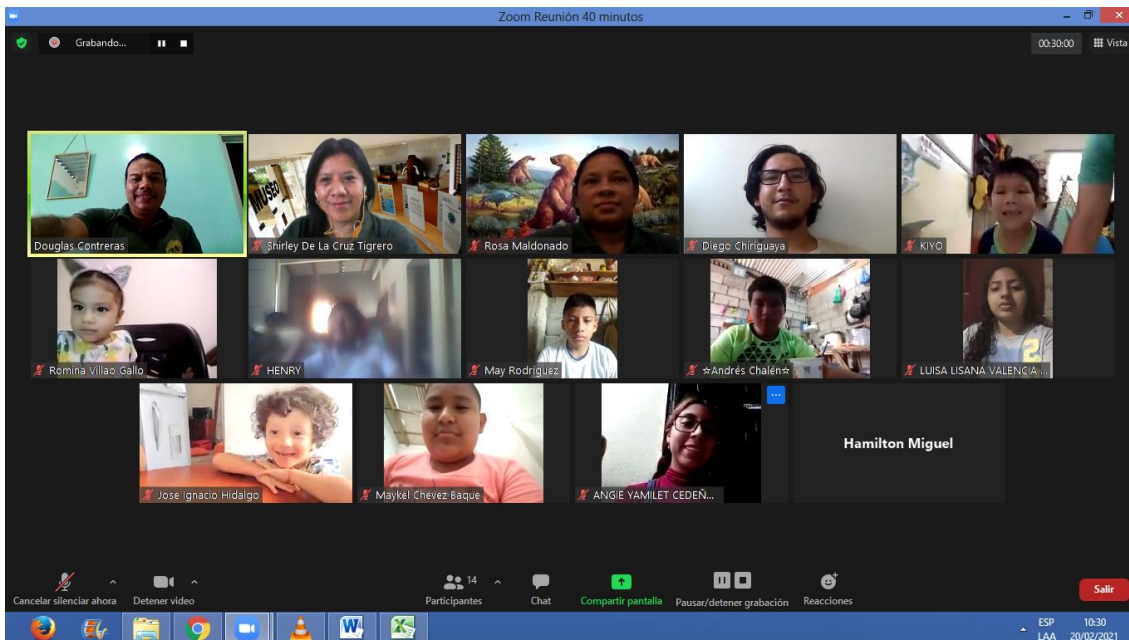 Zoom Reunión 40 minutos
Grabando...
00:30:00
Vista
Douglas Contreras
MUSEO
Shirley De La Cruz Tigrero
Rosa Maldonado
Diego Chiriguaya
KIYO
Romina Villao Gallo
HENRY
May Rodriguez
☆Andrés Chalén☆
LUISA LISANA VALENCIA ...
2
Jose Ignacio Hidalgo
Maykel Chevez Baque
ANGIE YAMILET CEDEÑ...
Hamilton Miguel
Cancelar silenciar ahora
Detener video
14
Participantes
Chat
Compartir pantalla
Pausar/detener grabación
Reacciones
Salir
ESP
LAA
10:30
20/02/2021